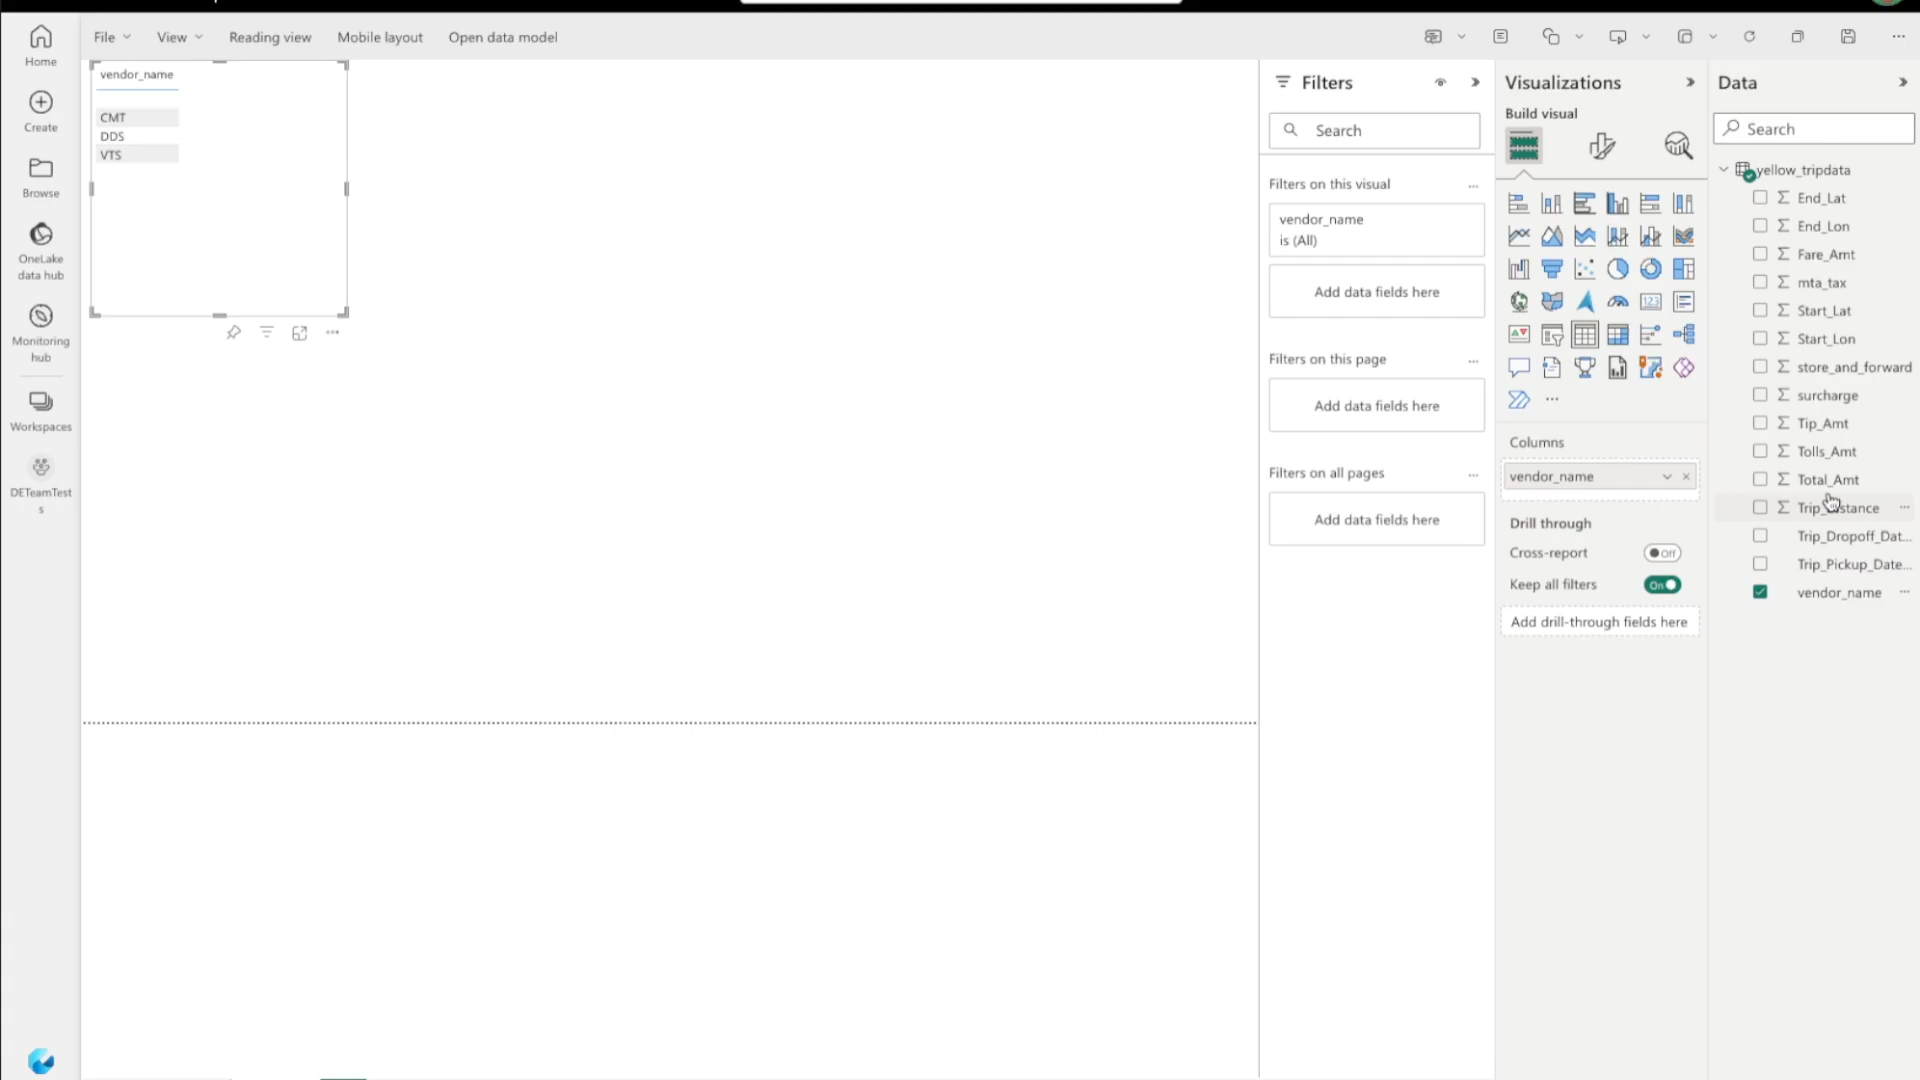 Home
Create
Browse
OneLake
data hub
Monitoring
hub
Workspaces
DETeamTest
s
File
View
Reading view
Mobile layout
Open data model
vendor_name
CMT
DDS
VTS
Filters
Search
Filters on this visual
vendor_name
is (All)
Add data fields here
Filters on this page
Add data fields here
Filters on all pages
Add data fields here
Visualizations
Build visual
123
Columns
vendor_name
Drill through
Cross-report
Off
Keep all filters
On
Add drill-through fields here
Data
Search
yellow_tripdata
End_Lat
End_Lon
Fare_Amt
mta_tax
Start_Lat
Start_Lon
store_and_forward
surcharge
Tip_Amt
Tolls_Amt
Total_Amt
Trip_Distance
Trip_Dropoff_Dat...
Trip_Pickup_Date...
vendor_name